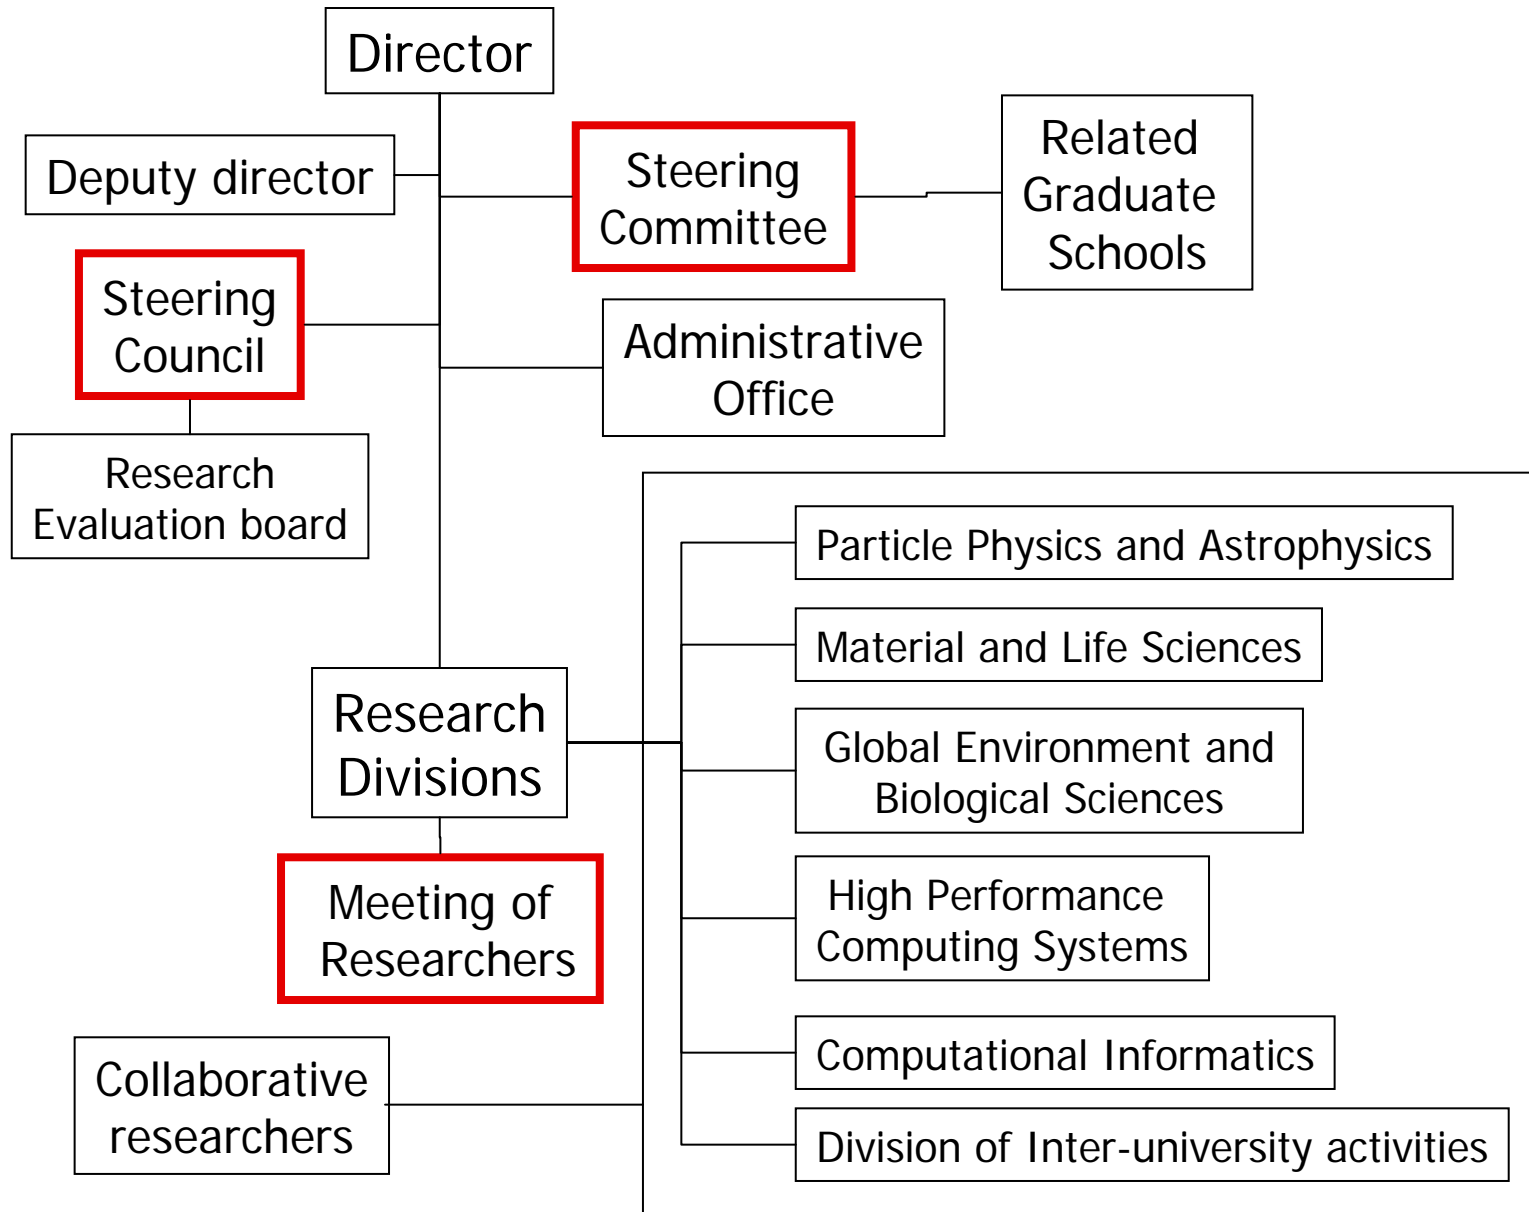 Director
Deputy director
Steering
Committee
Related
Graduate
Schools
Steering
Council
Administrative
Office
Research
Evaluation board
Particle Physics and Astrophysics
Material and Life Sciences
Research
Divisions
Global Environment and
Biological Sciences
Meeting of
Researchers
High Performance
Computing Systems
Collaborative
researchers
Computational Informatics
Division of Inter-university activities